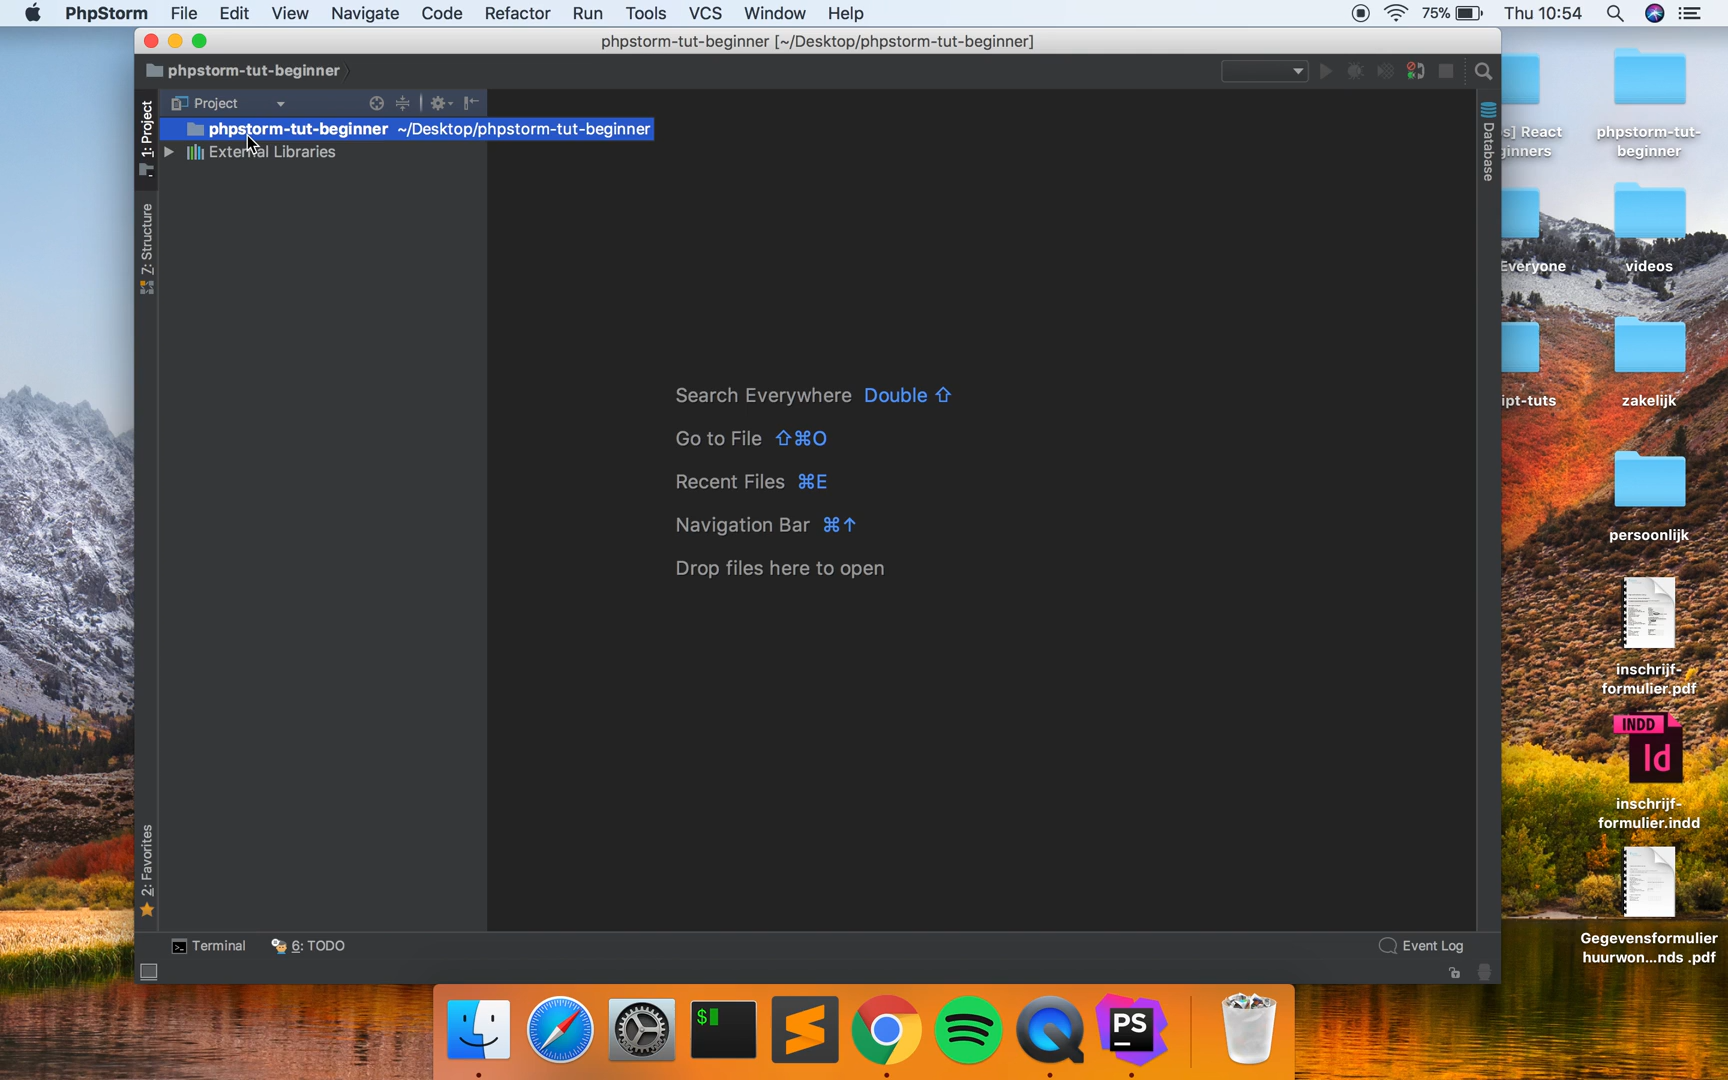 PhpStorm File Edit View Navigate Code Refactor Run Tools VCS Window Help 75% Thu 10:54
phpstorm-tut-beginner [~/Desktop/phpstorm-tut-beginner]
phpstorm-tut-beginner
Project
phpstorm-tut-beginner ~/Desktop/phpstorm-tut-beginner
External Libraries
1: Project
7: Structure
2: Favorites
Search Everywhere Double ⇧
Go to File ⇧⌘O
Recent Files ⌘E
Navigation Bar ⌘↑
Drop files here to open
Database
Terminal
6: TODO
Event Log
s] React
ginners
phpstorm-tut-
beginner
Everyone
videos
ipt-tuts
zakelijk
persoonlijk
inschrijf-
formulier.pdf
INDD
Id
inschrijf-
formulier.indd
Gegevensformulier
huurwon...nds .pdf
$
PS